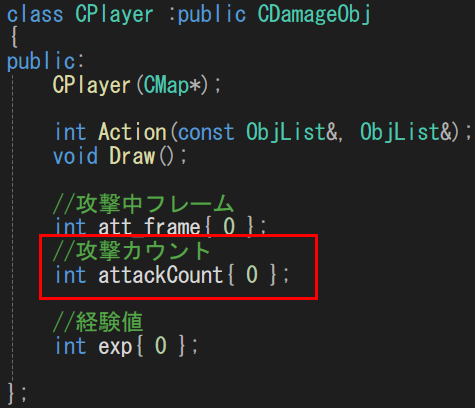 class CPlayer :public CDamageObj
{
public:
CPlayer(CMap*);
int Action(const ObjList&, ObjList&);
void Draw();
//攻撃中フレーム
int att_frame{ 0 };
//攻撃カウント
int attackCount{ 0 };
//経験値
int exp{ 0 };
};